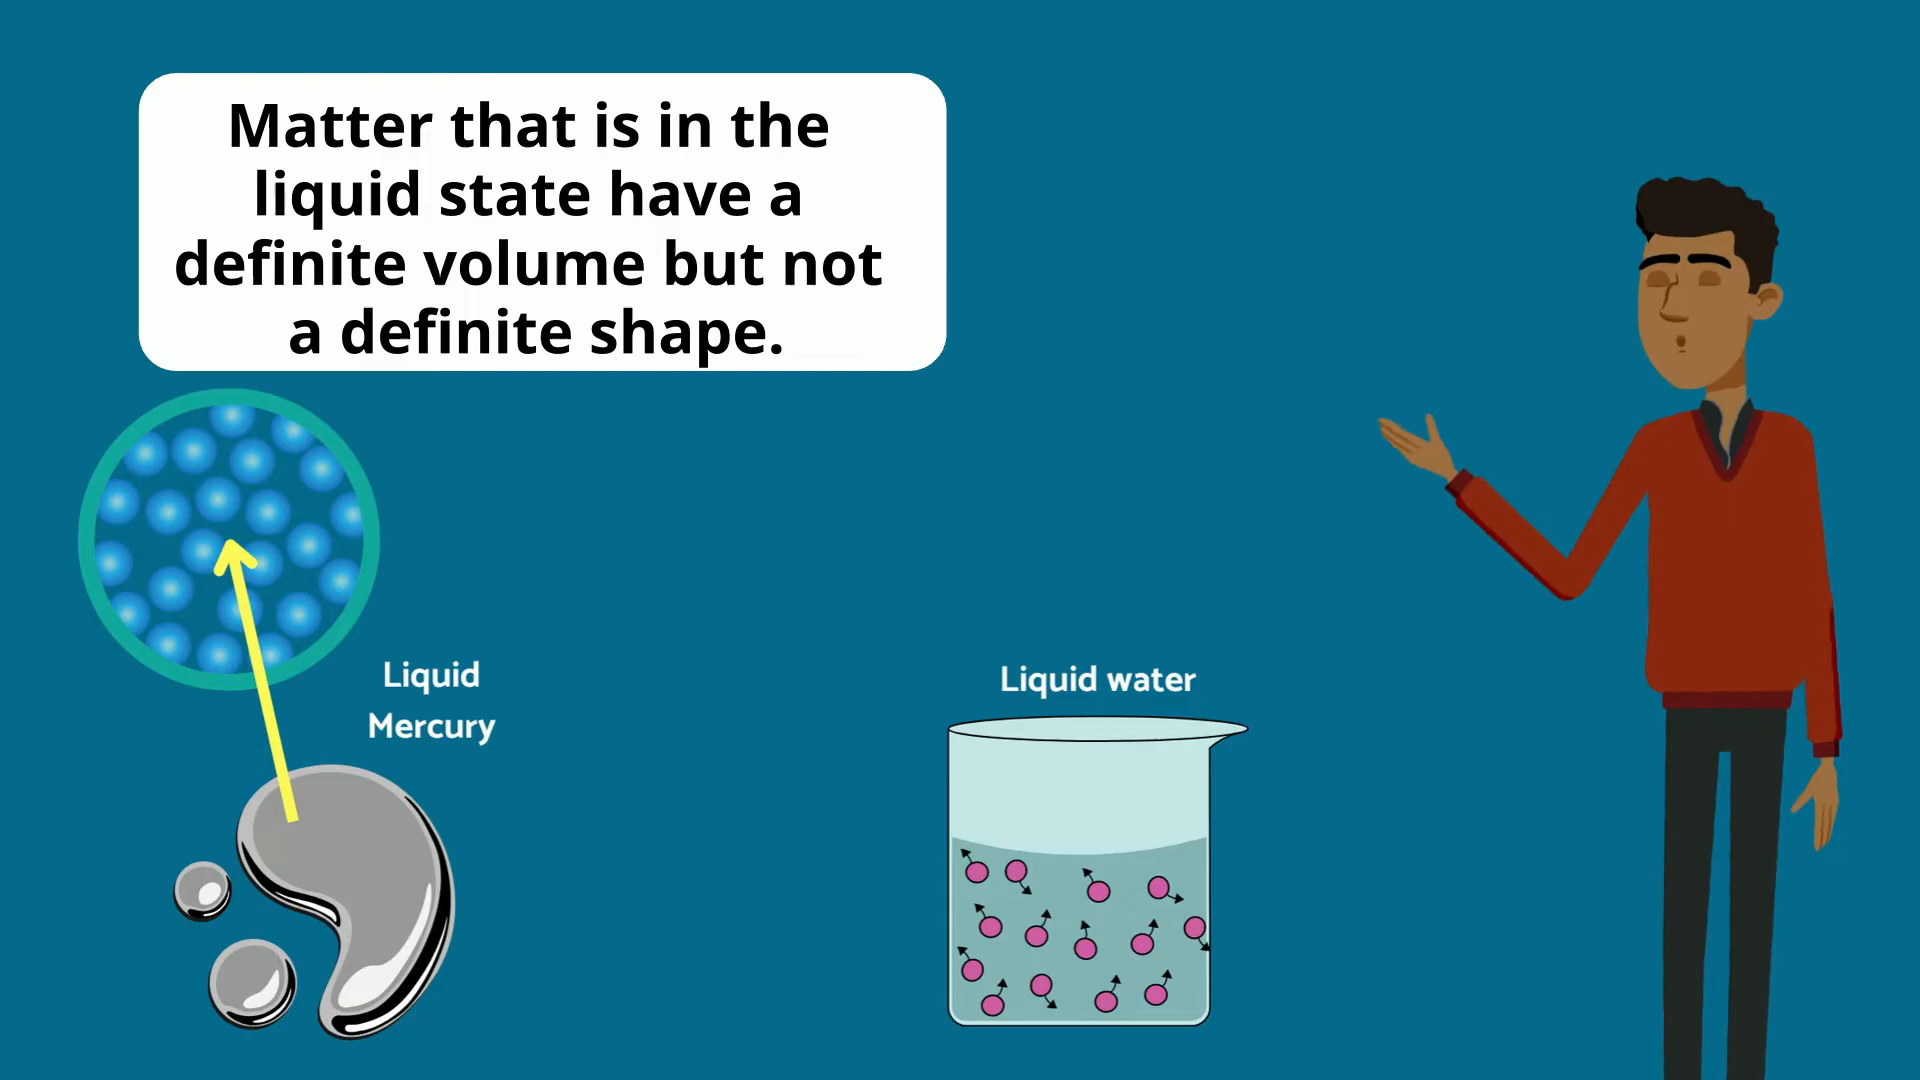 Matter that is in the
liquid state have a
definite volume but not
a definite shape.
Liquid
Mercury
Liquid water